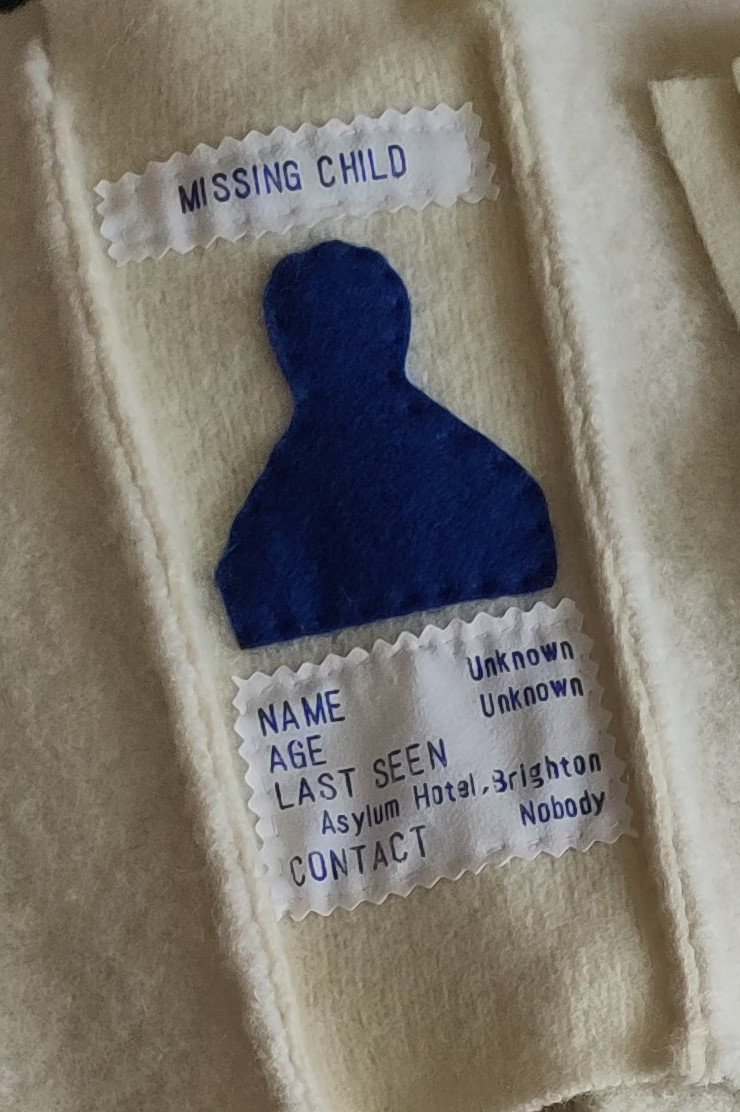 MISSING CHILD
NAME Unknown
AGE Unknown
LAST SEEN
Asylum Hotel, Brighton
CONTACT Nobody